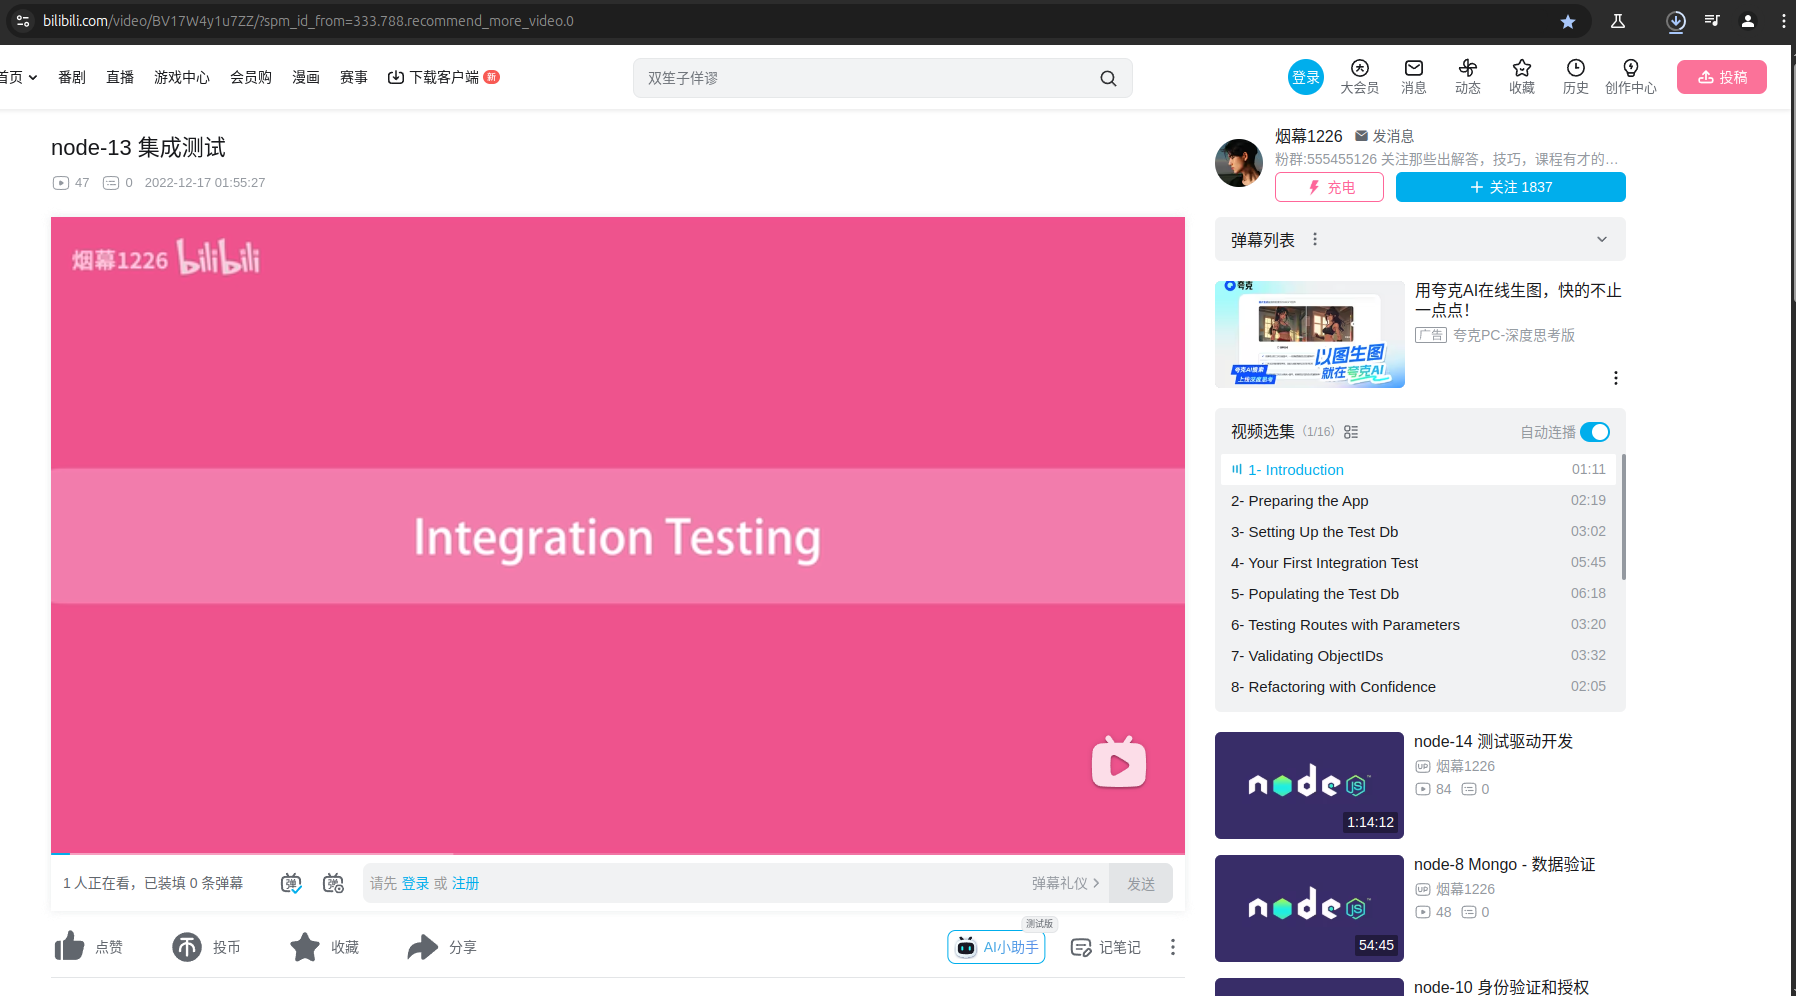 bilibili.com/video/BV17W4y1u7ZZ/?spm_id_from=333.788.recommend_more_video.0
首页 番剧 直播 游戏中心 会员购 漫画 赛事 下载客户端 新
双笙子佯谬
登录 大会员 消息 动态 收藏 历史 创作中心 投稿
node-13 集成测试
47 0 2022-12-17 01:55:27
烟幕1226 bilibili
Integration Testing
1 人正在看，已装填 0 条弹幕
弹 弹
请先 登录 或 注册
弹幕礼仪 发送
点赞 投币 收藏 分享
测试版
AI小助手 记笔记
烟幕1226 发消息
粉群:555455126 关注那些出解答，技巧，课程有才的…
充电 + 关注 1837
弹幕列表
夸克
以图生图
就在夸克AI
夸克AI搜索
上线深度思考
用夸克AI在线生图，快的不止
一点点！
广告 夸克PC-深度思考版
视频选集 （1/16） 自动连播
1- Introduction 01:11
2- Preparing the App 02:19
3- Setting Up the Test Db 03:02
4- Your First Integration Test 05:45
5- Populating the Test Db 06:18
6- Testing Routes with Parameters 03:20
7- Validating ObjectIDs 03:32
8- Refactoring with Confidence 02:05
node JS
1:14:12
node-14 测试驱动开发
UP 烟幕1226
84 0
node JS
54:45
node-8 Mongo - 数据验证
UP 烟幕1226
48 0
node-10 身份验证和授权